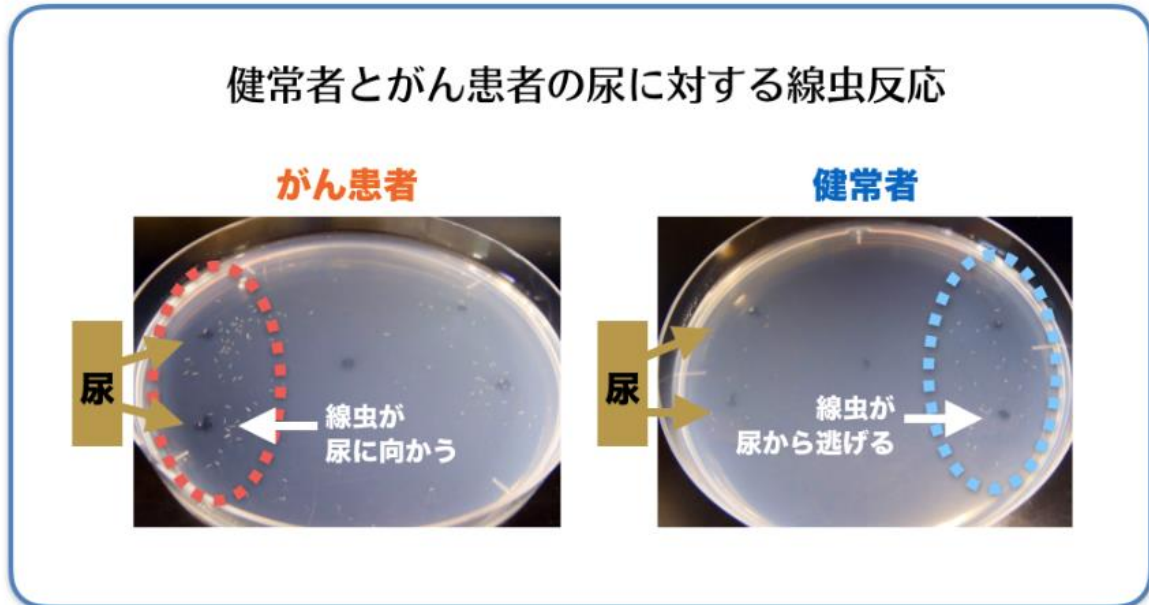 健常者とがん患者の尿に対する線虫反応
がん患者
健常者
尿
線虫が
尿に向かう
尿
線虫が
尿から逃げる